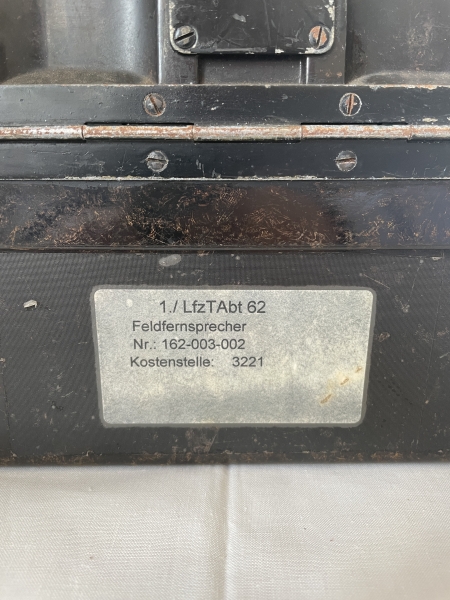 1./ LfzTAbt 62
Feldfernsprecher
Nr.: 162-003-002
Kostenstelle: 3221